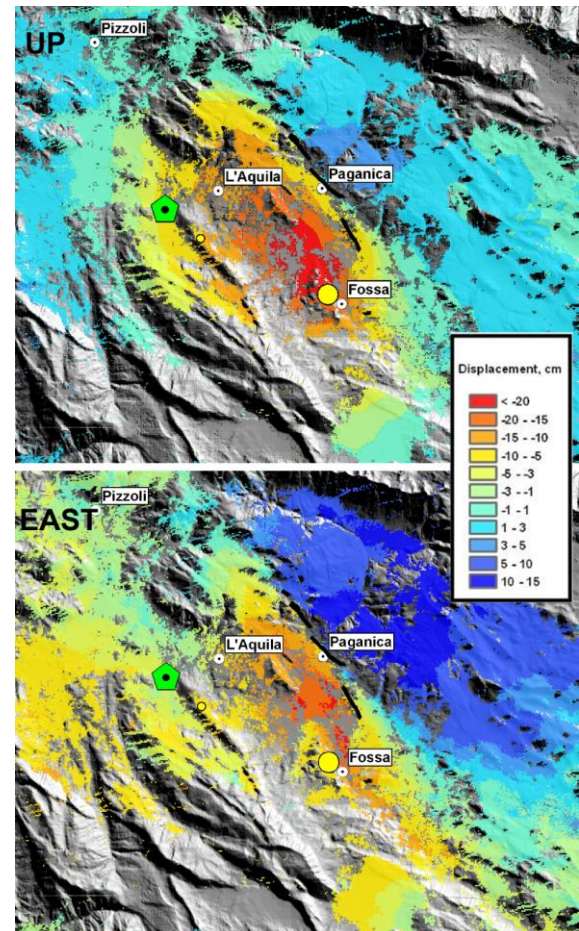 UP
Pizzoli
L'Aquila
Paganica
Fossa
Displacement, cm
< -20
-20 - -15
-15 - -10
-10 - -5
-5 - -3
-3 - -1
-1 - 1
1 - 3
3 - 5
5 - 10
10 - 15
EAST
Pizzoli
L'Aquila
Paganica
Fossa